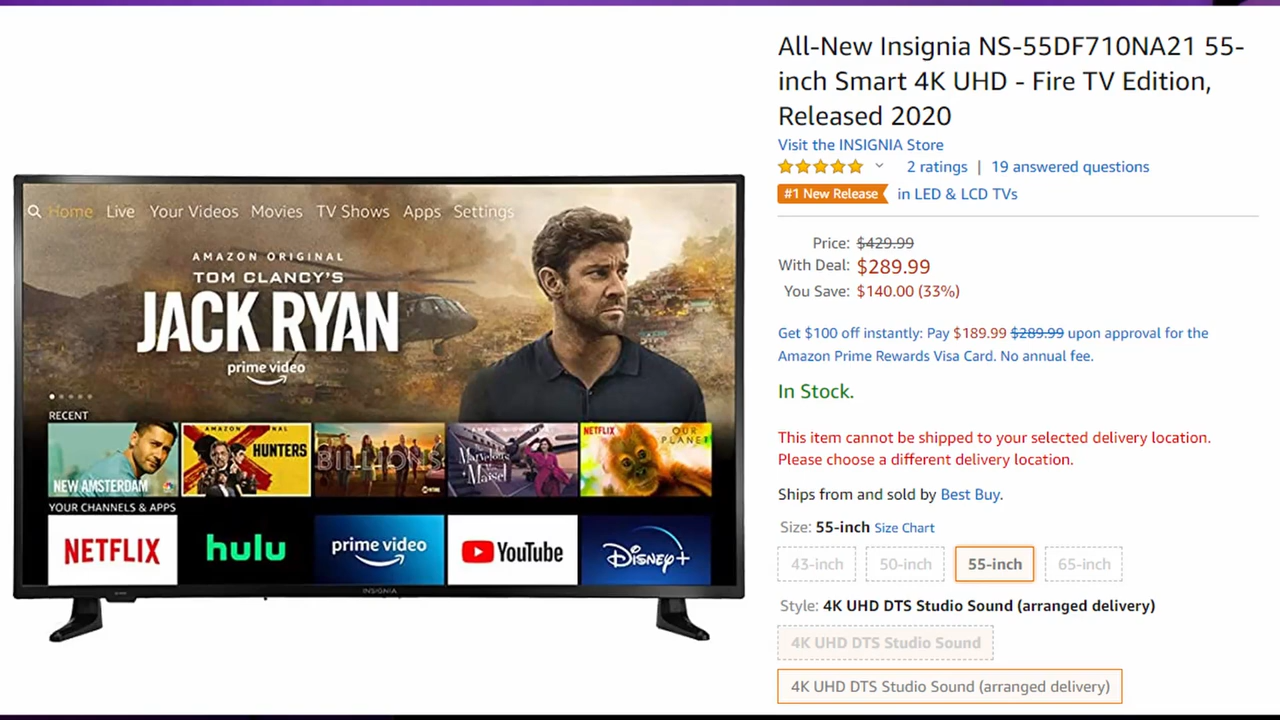 All-New Insignia NS-55DF710NA21 55-
inch Smart 4K UHD - Fire TV Edition,
Released 2020
Visit the INSIGNIA Store
2 ratings | 19 answered questions
#1 New Release in LED & LCD TVs
Price: $429.99
With Deal: $289.99
You Save: $140.00 (33%)
Get $100 off instantly: Pay $189.99 $289.99 upon approval for the
Amazon Prime Rewards Visa Card. No annual fee.
In Stock.
This item cannot be shipped to your selected delivery location.
Please choose a different delivery location.
Ships from and sold by Best Buy.
Size: 55-inch Size Chart
43-inch 50-inch 55-inch 65-inch
Style: 4K UHD DTS Studio Sound (arranged delivery)
4K UHD DTS Studio Sound
4K UHD DTS Studio Sound (arranged delivery)
Home Live Your Videos Movies TV Shows Apps Settings
AMAZON ORIGINAL
TOM CLANCY'S
JACK RYAN
prime video
RECENT
NEW AMSTERDAM
HUNTERS
BILLIONS
SHOWTIME
Marvelous
Mrs. Maisel
NETFLIX
OUR
PLANET
YOUR CHANNELS & APPS
NETFLIX hulu prime video YouTube Disney+
INSIGNIA